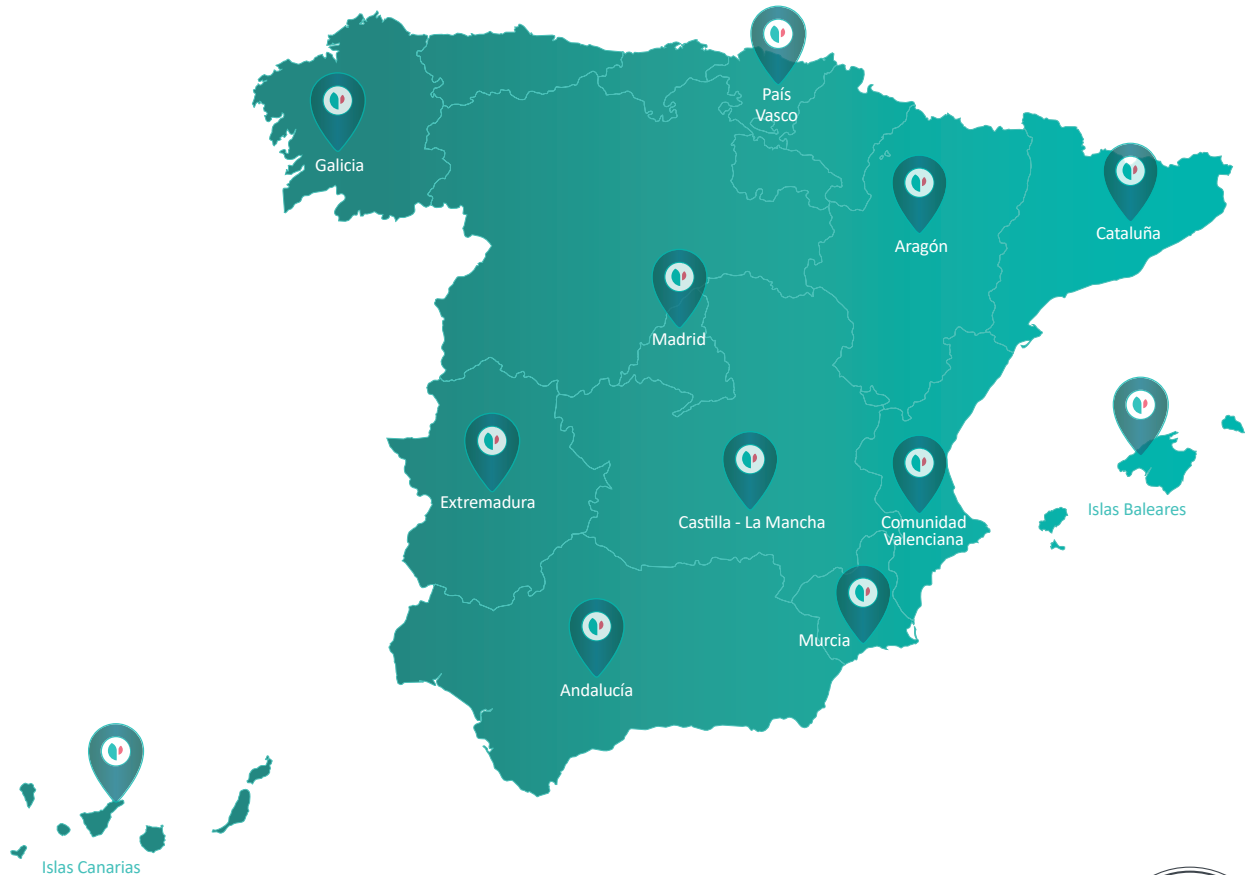 País
Vasco
Galicia
Cataluña
Aragón
Madrid
Extremadura
Islas Baleares
Castilla - La Mancha
Comunidad
Valenciana
Murcia
Andalucía
Islas Canarias